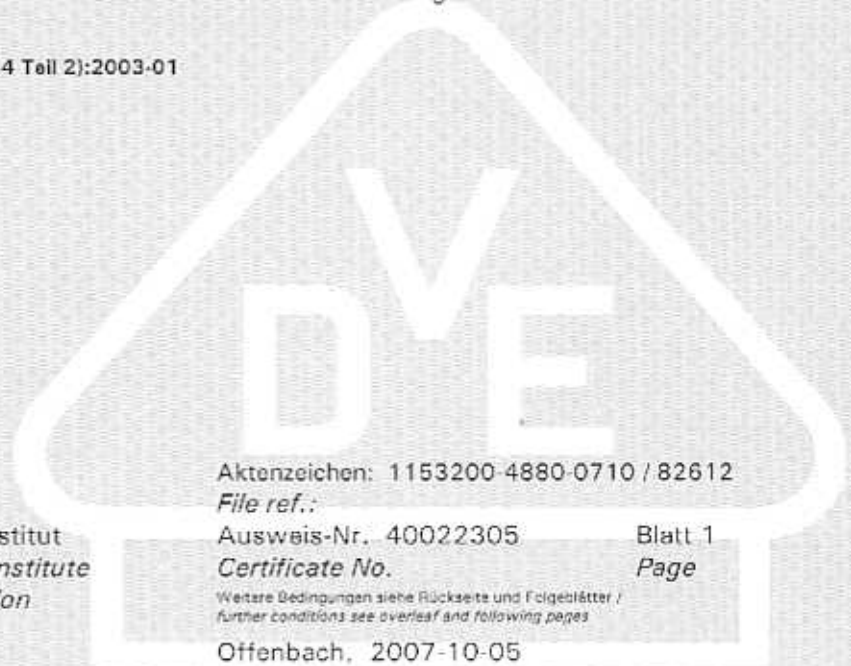 4 Teil 2):2003-01
V
D E
Aktenzeichen: 1153200-4880-0710 / 82612
File ref.:
stitut Ausweis-Nr. 40022305 Blatt 1
nstitute Certificate No. Page
on Weitere Bedingungen siehe Rückseite und Folgeblätter /
further conditions see overleaf and following pages
Offenbach, 2007-10-05